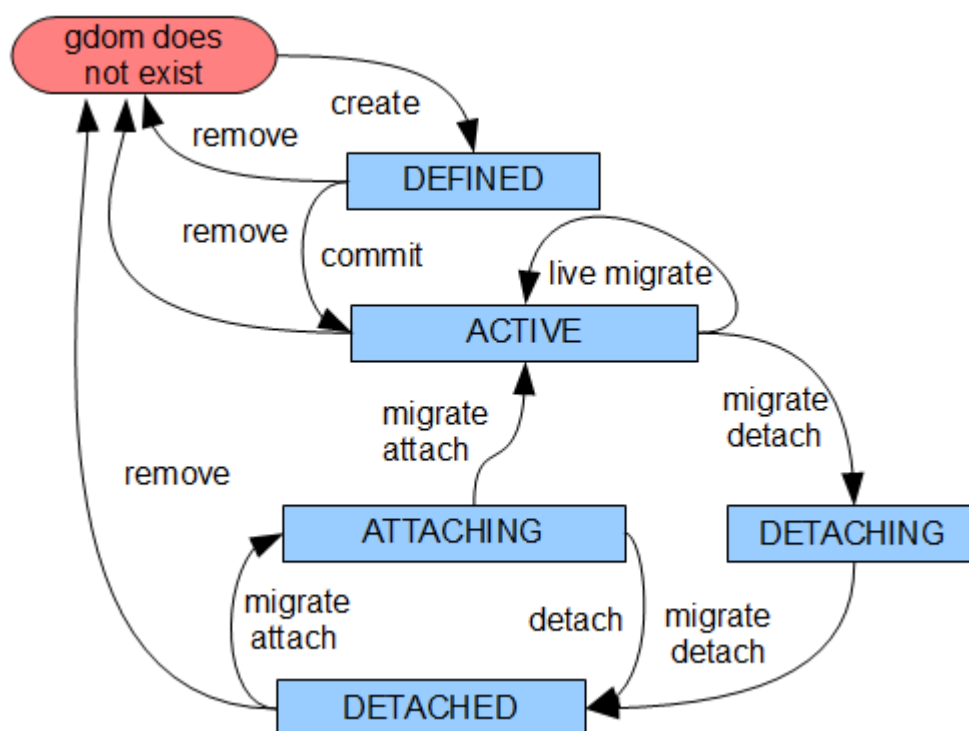 gdom does
not exist
create
remove
DEFINED
remove
commit
live migrate
ACTIVE
migrate
attach
migrate
detach
remove
ATTACHING
DETACHING
migrate
attach
detach
migrate
detach
DETACHED